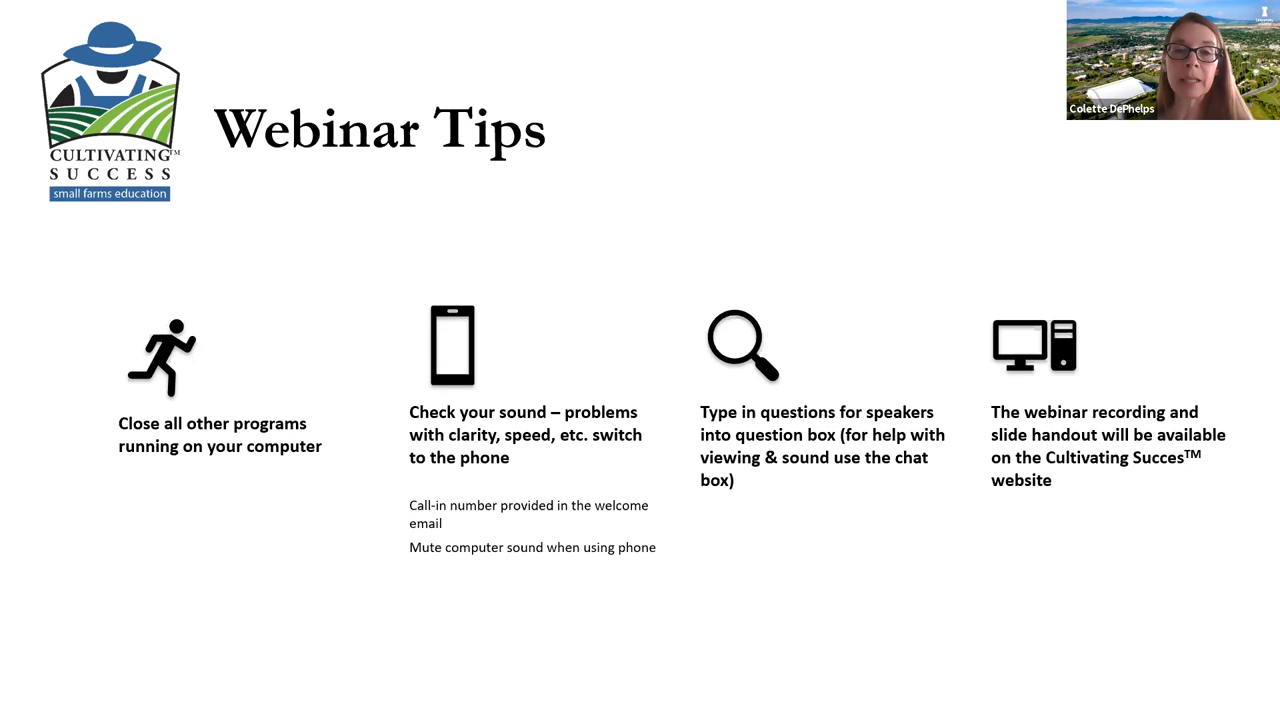 Colette DePhelps
Webinar Tips
CULTIVATING™
SUCCESS
small farms education
Close all other programs
running on your computer
Check your sound – problems
with clarity, speed, etc. switch
to the phone
Call-in number provided in the welcome
email
Mute computer sound when using phone
Type in questions for speakers
into question box (for help with
viewing & sound use the chat
box)
The webinar recording and
slide handout will be available
on the Cultivating Succes™
website